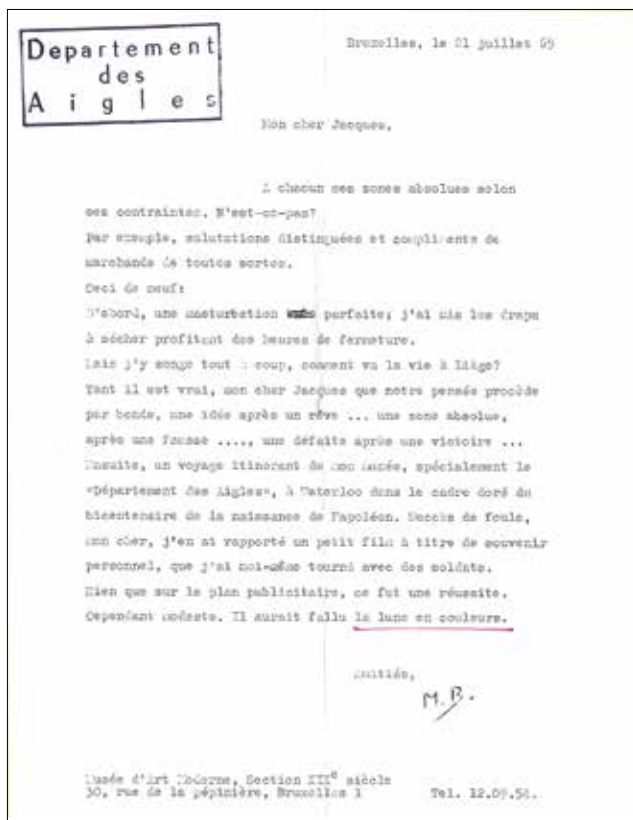 Departement
des
Aigles
Bruxelles, le 21 juillet 69
Mon cher Jacques,
A chacun ses zones absolues selon
ses contraintes. N'est-ce-pas?
Par exemple, salutations distinguées et compliments de
marchands de toutes sortes.
Ceci de neuf:
D'abord, une masturbation parfaite; j'ai mis les draps
à sécher profitant des heures de fermeture.
Mais j'y songe tout à coup, comment va la vie à Liège?
Tant il est vrai, mon cher Jacques que notre pensée procède
par bonds, une idée après un rêve ... une zone absolue,
après une fausse ...., une défaite après une victoire ...
Ensuite, un voyage itinérant de mon musée, spécialement le
"Département des Aigles", à Waterloo dans le cadre doré du
bicentenaire de la naissance de Napoléon. Succès de foule,
mon cher, j'en ai rapporté un petit film à titre de souvenir
personnel, que j'ai moi-même tourné avec des soldats.
Rien que sur le plan publicitaire, ce fut une réussite.
Cependant modeste. Il aurait fallu la lune en couleurs.
Amitiés,
M.B.
Musée d'Art Moderne, Section XIXe siècle
30, rue de la pépinière, Bruxelles 1 Tel. 12.09.54.